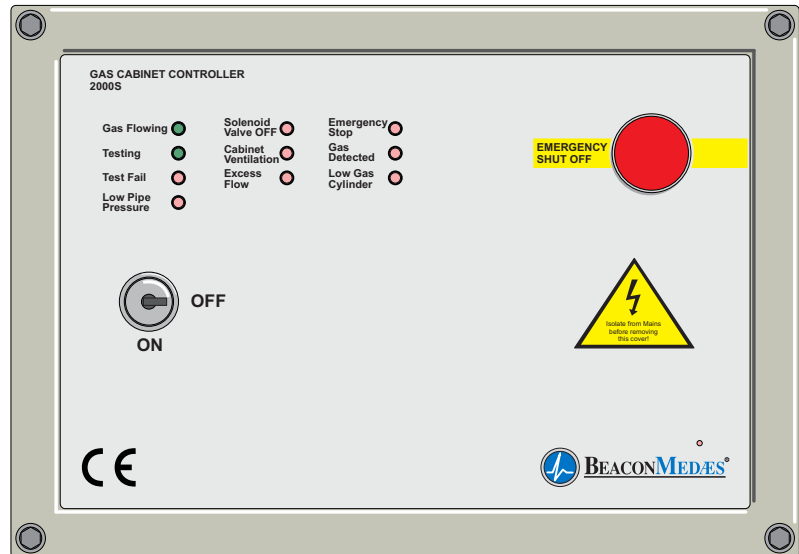 GAS CABINET CONTROLLER
2000S
Gas Flowing
Testing
Test Fail
Low Pipe
Pressure
Solenoid
Valve OFF
Cabinet
Ventilation
Excess
Flow
Emergency
Stop
Gas
Detected
Low Gas
Cylinder
EMERGENCY
SHUT OFF
OFF
ON
Isolate from Mains
before removing
this cover!
CE
BEACONMEDÆS®